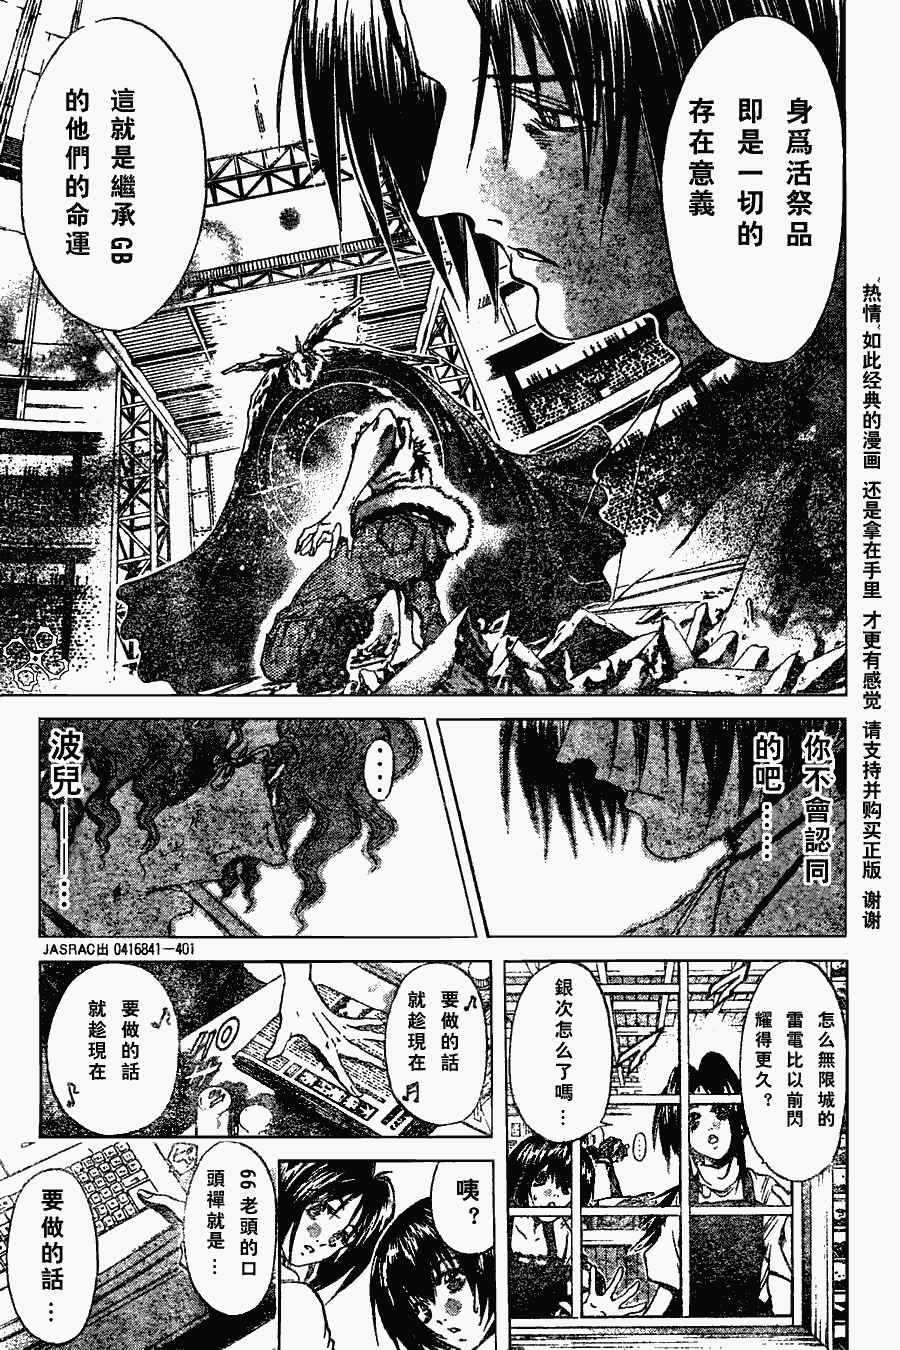 身爲活祭品
即是一切的
存在意義
這就是繼承GB
的他們的命運
你不會認同
的吧……
…
波兒——…
JASRAC出 0416841－401
怎么無限城的
雷電比以前閃
耀得更久？
銀次怎么了嗎…
…
要做的話
就趁現在
♪
要做的話
就趁現在
♪
咦？
66老頭的口
頭禪就是…
要做的話…
热情 如此经典的漫画 还是拿在手里 才更有感觉 请支持并购买正版 谢谢